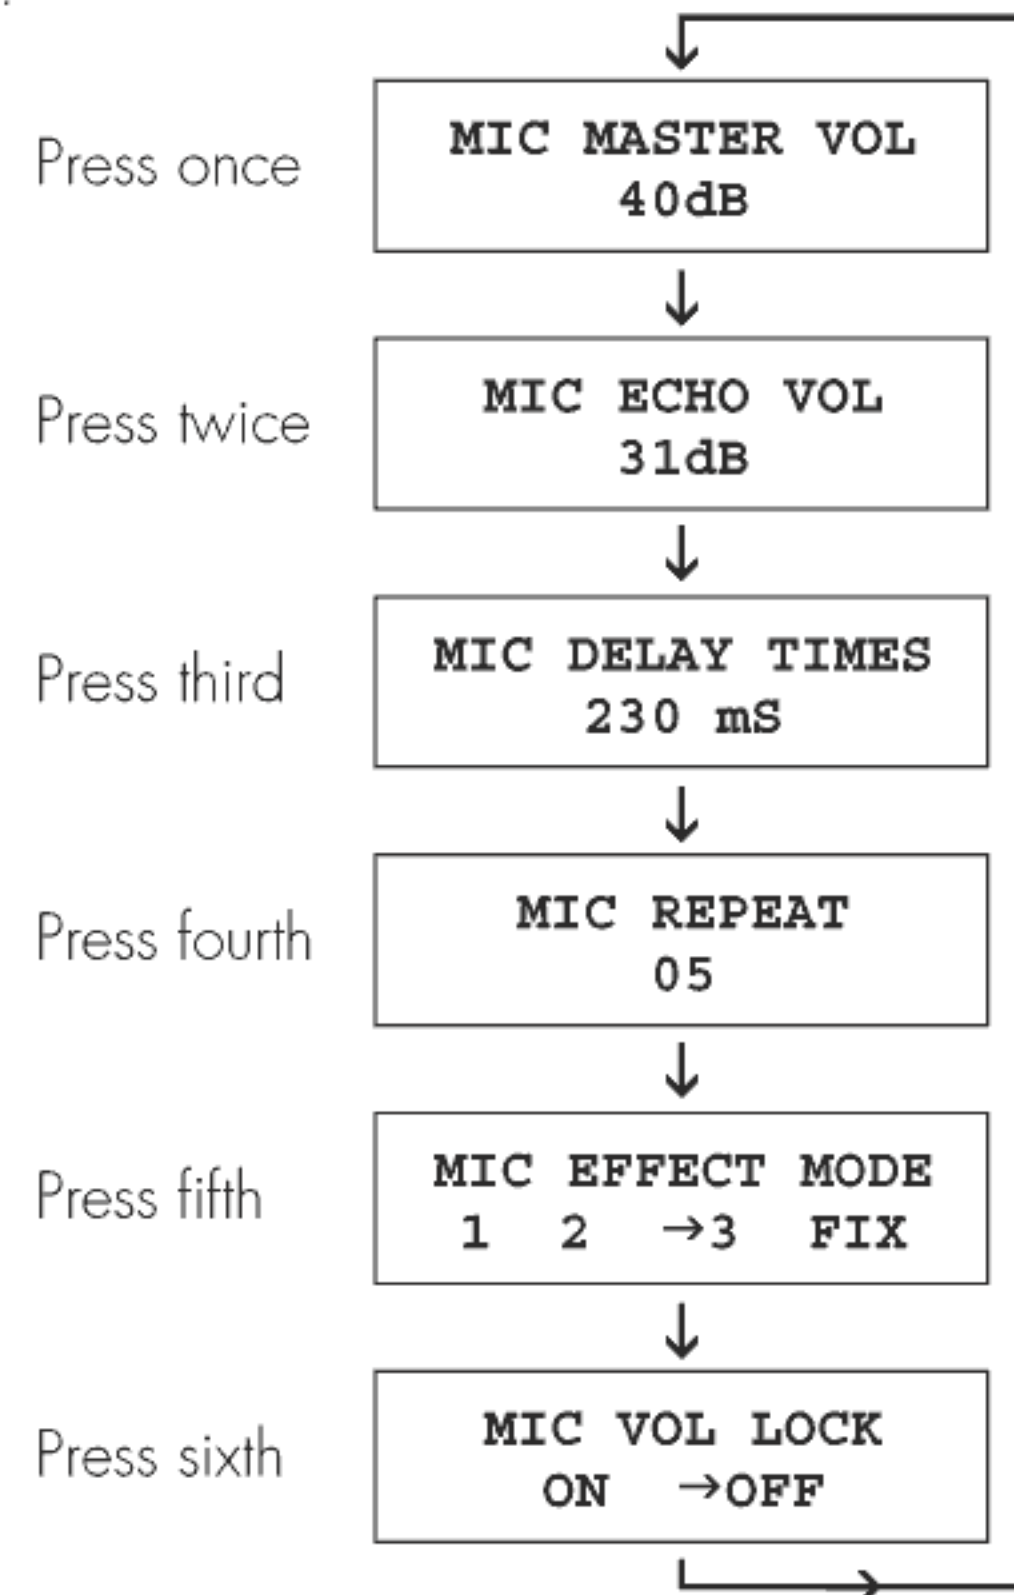 Press once
MIC MASTER VOL
40dB
Press twice
MIC ECHO VOL
31dB
Press third
MIC DELAY TIMES
230 mS
Press fourth
MIC REPEAT
05
Press fifth
MIC EFFECT MODE
1 2 →3 FIX
Press sixth
MIC VOL LOCK
ON →OFF